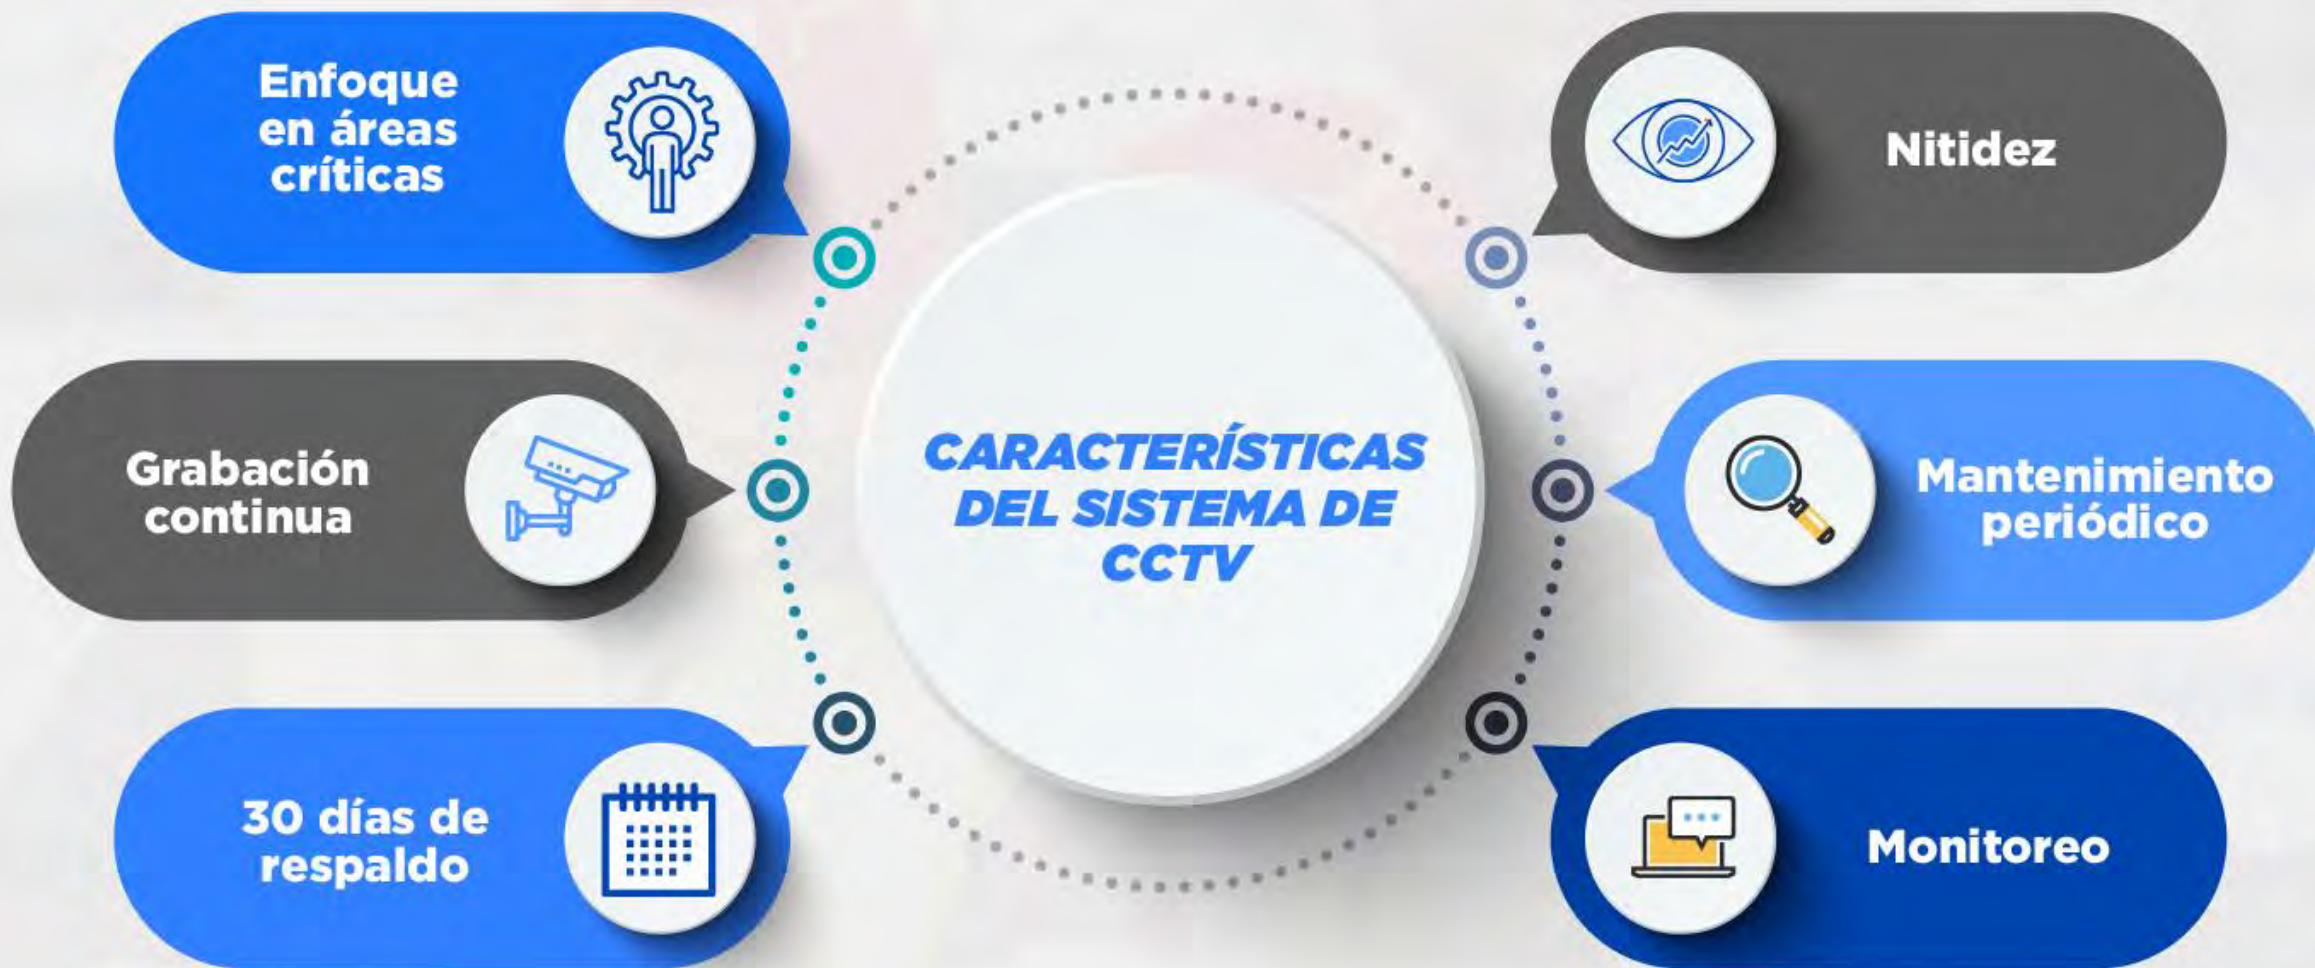 Enfoque
en áreas
críticas
Grabación
continua
30 días de
respaldo
CARACTERÍSTICAS
DEL SISTEMA DE
CCTV
Nitidez
Mantenimiento
periódico
Monitoreo